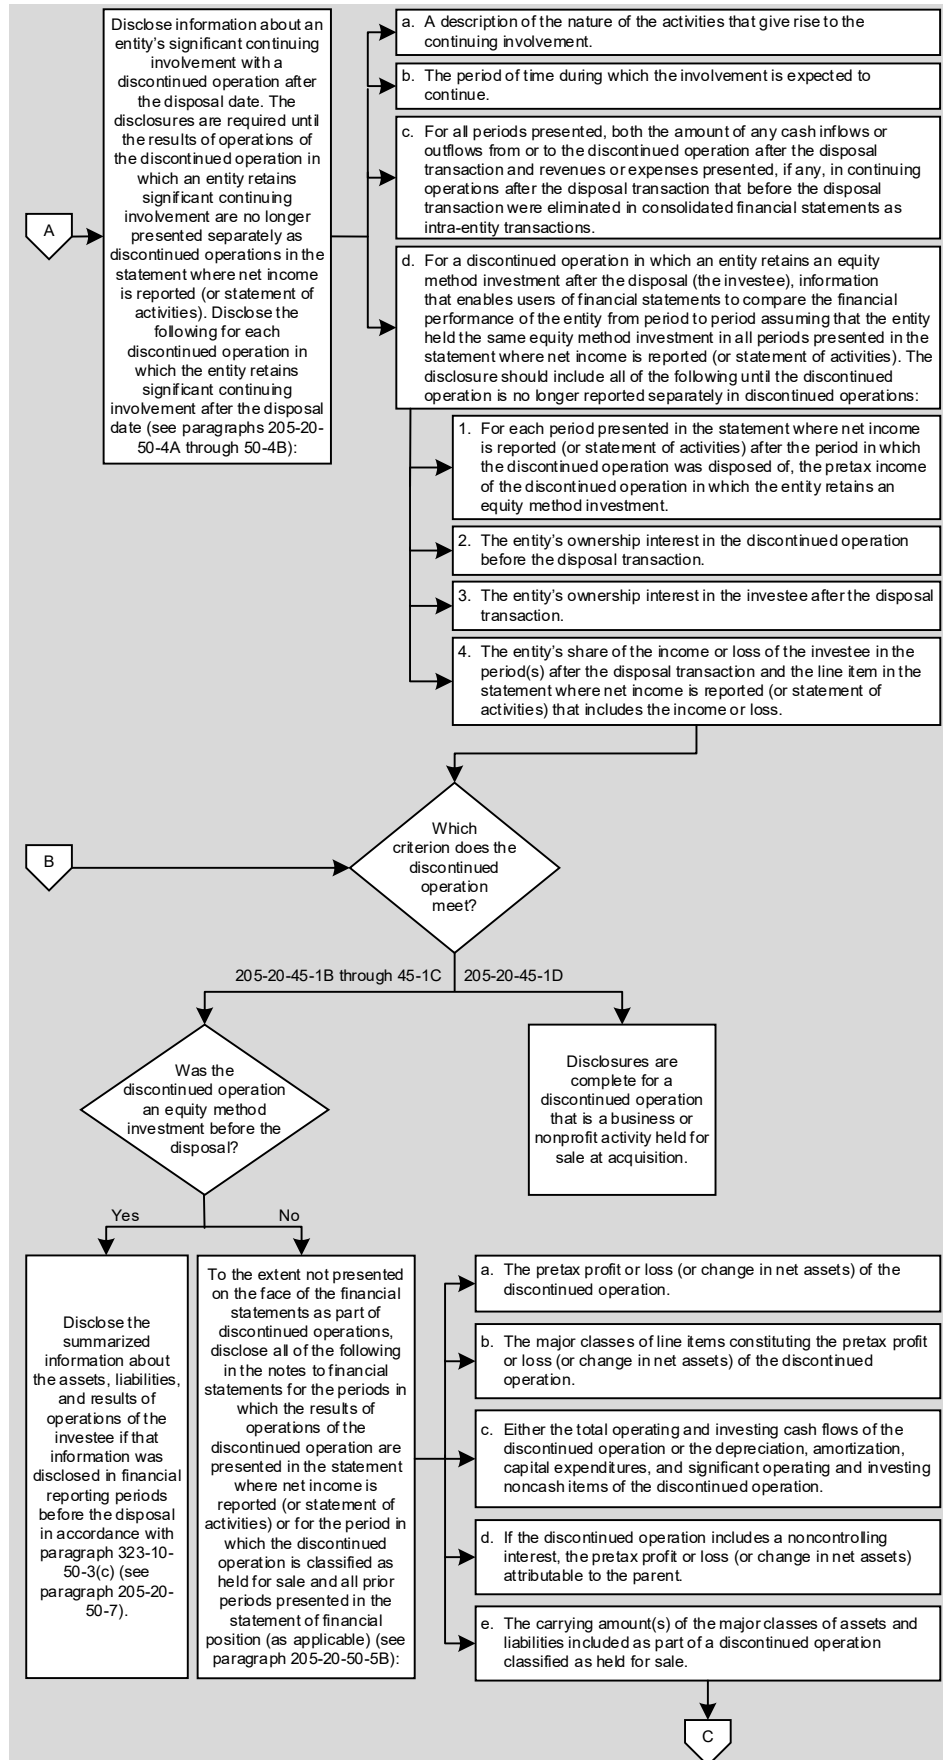 Disclose information about an
entity's significant continuing
involvement with a
discontinued operation after
the disposal date. The
disclosures are required until
the results of operations of
the discontinued operation in
which an entity retains
significant continuing
involvement are no longer
presented separately as
discontinued operations in the
statement where net income
is reported (or statement of
activities). Disclose the
following for each
discontinued operation in
which the entity retains
significant continuing
involvement after the disposal
date (see paragraphs 205-20-
50-4A through 50-4B):
A
a. A description of the nature of the activities that give rise to the
continuing involvement.
b. The period of time during which the involvement is expected to
continue.
c. For all periods presented, both the amount of any cash inflows or
outflows from or to the discontinued operation after the disposal
transaction and revenues or expenses presented, if any, in continuing
operations after the disposal transaction that before the disposal
transaction were eliminated in consolidated financial statements as
intra-entity transactions.
d. For a discontinued operation in which an entity retains an equity
method investment after the disposal (the investee), information
that enables users of financial statements to compare the financial
performance of the entity from period to period assuming that the entity
held the same equity method investment in all periods presented in the
statement where net income is reported (or statement of activities). The
disclosure should include all of the following until the discontinued
operation is no longer reported separately in discontinued operations:
1. For each period presented in the statement where net income
is reported (or statement of activities) after the period in which
the discontinued operation was disposed of, the pretax income
of the discontinued operation in which the entity retains an
equity method investment.
2. The entity's ownership interest in the discontinued operation
before the disposal transaction.
3. The entity's ownership interest in the investee after the disposal
transaction.
4. The entity's share of the income or loss of the investee in the
period(s) after the disposal transaction and the line item in the
statement where net income is reported (or statement of
activities) that includes the income or loss.
B
Which
criterion does the
discontinued
operation
meet?
205-20-45-1B through 45-1C
205-20-45-1D
Was the
discontinued operation
an equity method
investment before the
disposal?
Disclosures are
complete for a
discontinued operation
that is a business or
nonprofit activity held for
sale at acquisition.
Yes
No
Disclose the
summarized
information about
the assets, liabilities,
and results of
operations of the
investee if that
information was
disclosed in financial
reporting periods
before the disposal
in accordance with
paragraph 323-10-
50-3(c) (see
paragraph 205-20-
50-7).
To the extent not presented
on the face of the financial
statements as part of
discontinued operations,
disclose all of the following
in the notes to financial
statements for the periods in
which the results of
operations of the
discontinued operation are
presented in the statement
where net income is
reported (or statement of
activities) or for the period in
which the discontinued
operation is classified as
held for sale and all prior
periods presented in the
statement of financial
position (as applicable) (see
paragraph 205-20-50-5B):
a. The pretax profit or loss (or change in net assets) of the
discontinued operation.
b. The major classes of line items constituting the pretax profit
or loss (or change in net assets) of the discontinued
operation.
c. Either the total operating and investing cash flows of the
discontinued operation or the depreciation, amortization,
capital expenditures, and significant operating and investing
noncash items of the discontinued operation.
d. If the discontinued operation includes a noncontrolling
interest, the pretax profit or loss (or change in net assets)
attributable to the parent.
e. The carrying amount(s) of the major classes of assets and
liabilities included as part of a discontinued operation
classified as held for sale.
C